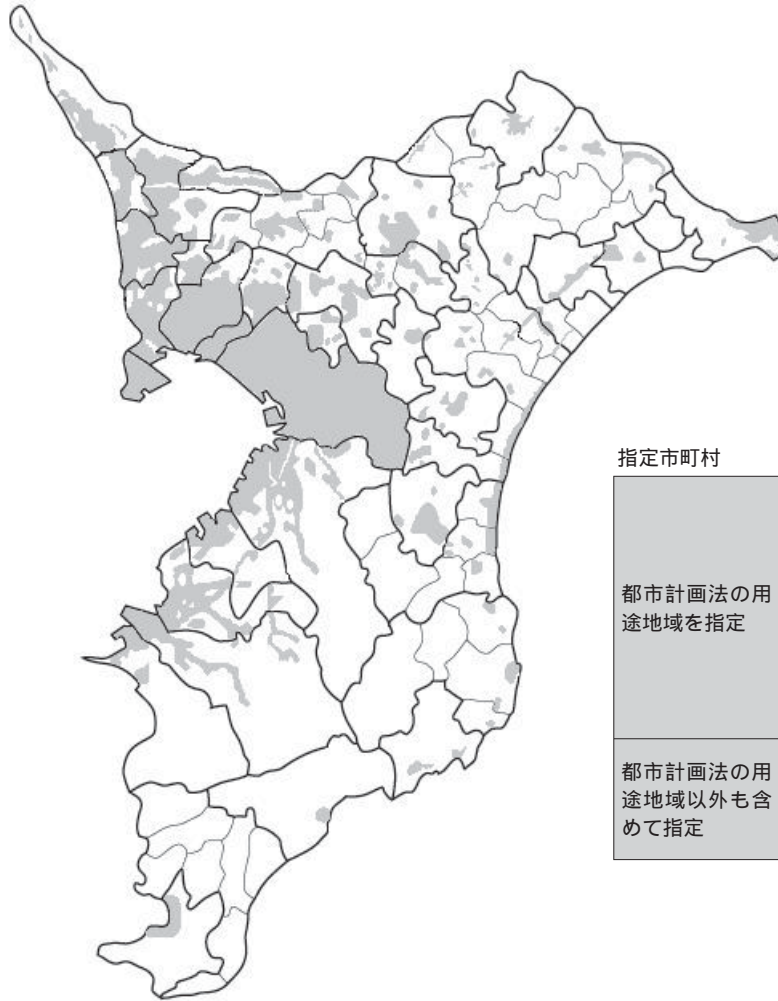 指定市町村
都市計画法の用
途地域を指定
都市計画法の用
途地域以外も含
めて指定